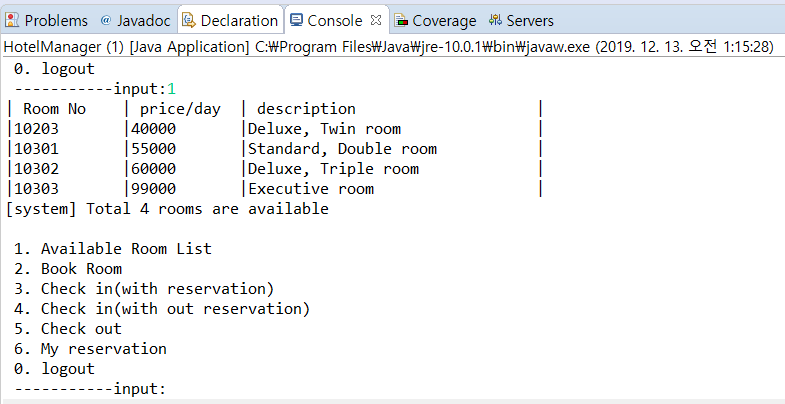 Problems @ Javadoc Declaration Console Coverage Servers
HotelManager (1) [Java Application] C:₩Program Files₩Java₩jre-10.0.1₩bin₩javaw.exe (2019. 12. 13. 오전 1:15:28)
0. logout
-----------input:1
| Room No | price/day | description |
|10203 |40000 |Deluxe, Twin room |
|10301 |55000 |Standard, Double room |
|10302 |60000 |Deluxe, Triple room |
|10303 |99000 |Executive room |
[system] Total 4 rooms are available
1. Available Room List
2. Book Room
3. Check in(with reservation)
4. Check in(with out reservation)
5. Check out
6. My reservation
0. logout
-----------input: